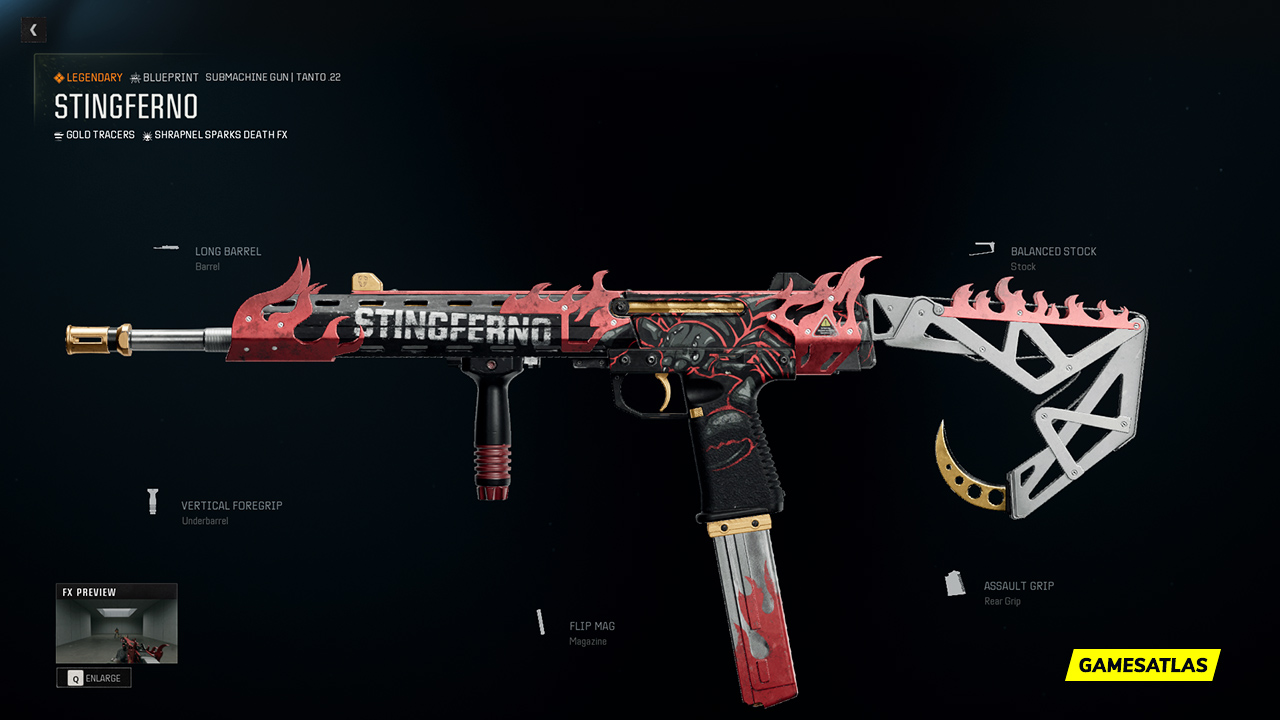 LEGENDARY BLUEPRINT SUBMACHINE GUN | TANTO .22
STINGFERNO
GOLD TRACERS SHRAPNEL SPARKS DEATH FX
LONG BARREL
Barrel
BALANCED STOCK
Stock
STINGFERNO
VERTICAL FOREGRIP
Underbarrel
ASSAULT GRIP
Rear Grip
FX PREVIEW
FLIP MAG
Magazine
Q ENLARGE
GAMESATLAS